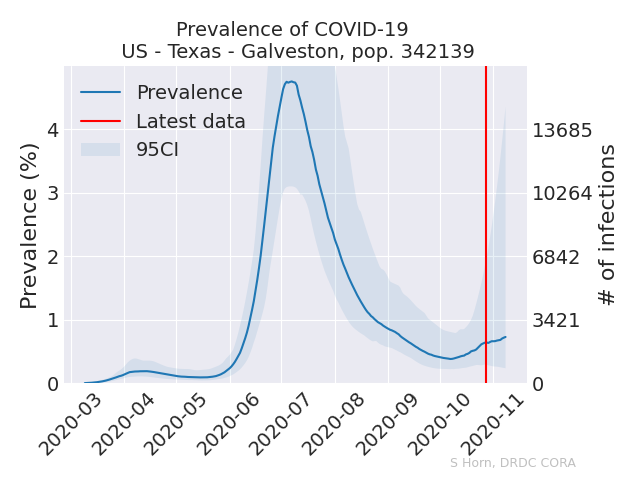 Prevalence of COVID-19
US - Texas - Galveston, pop. 342139
Prevalence
Latest data
95CI
Prevalence (%)
4
3
2
1
0
13685
10264
6842
3421
0
# of infections
2020-03
2020-04
2020-05
2020-06
2020-07
2020-08
2020-09
2020-10
2020-11
S Horn, DRDC CORA